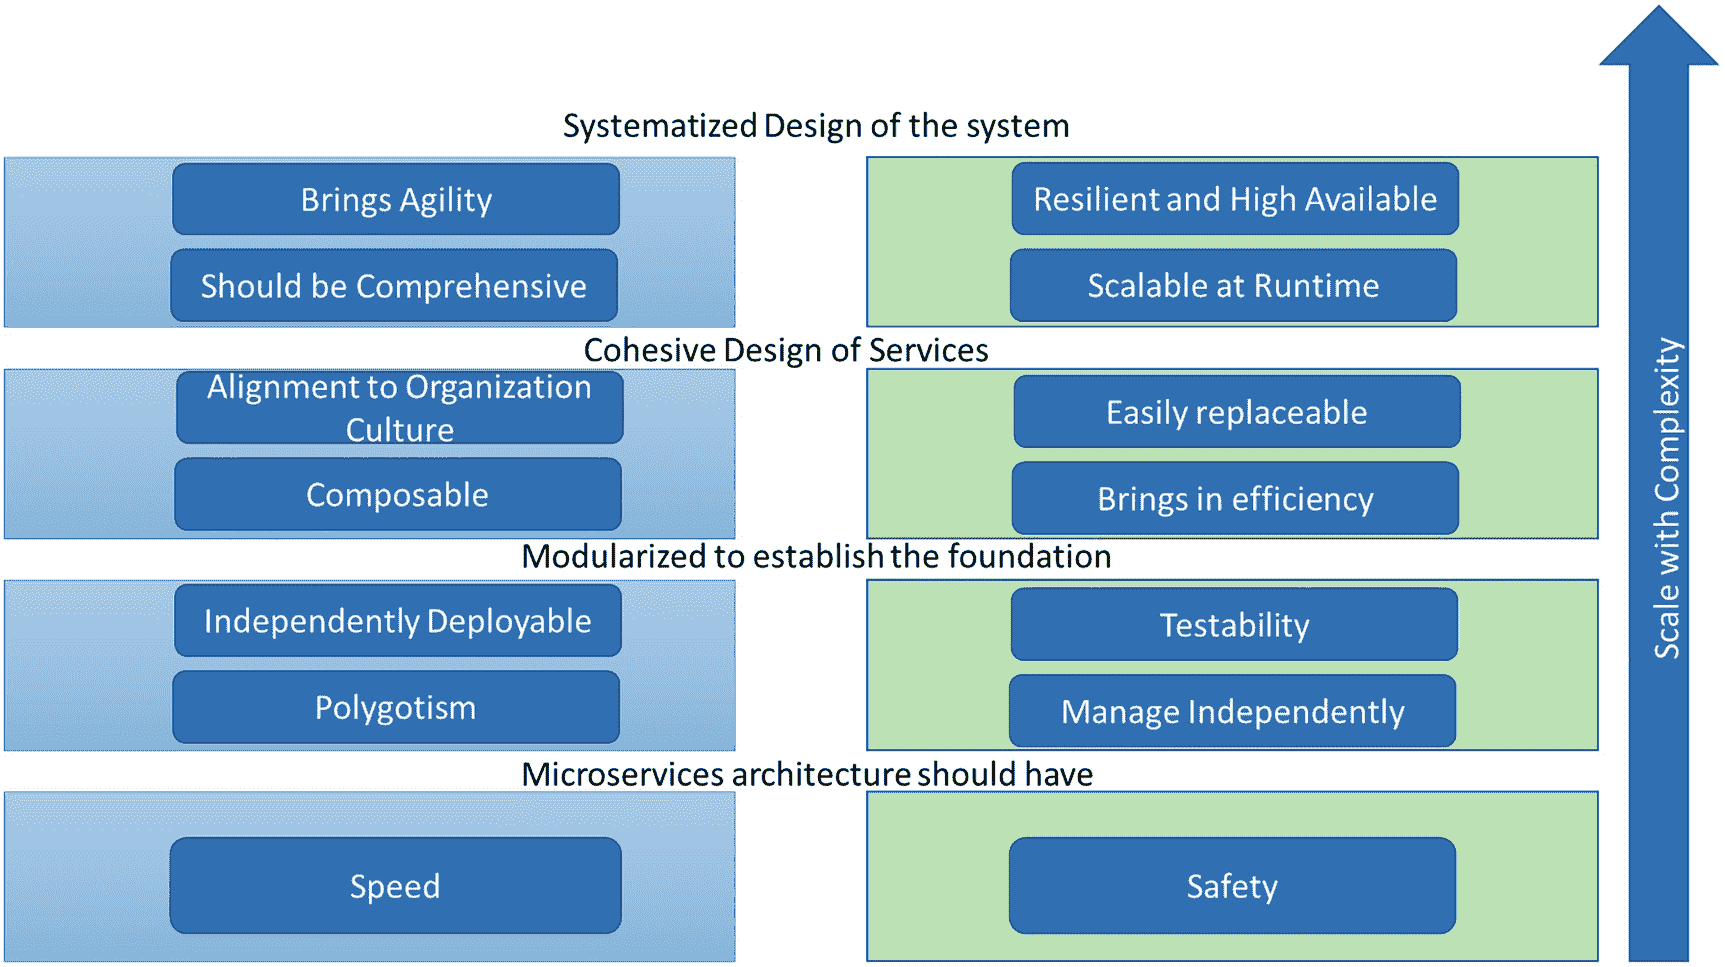 Systematized Design of the system
Brings Agility
Resilient and High Available
Should be Comprehensive
Scalable at Runtime
Cohesive Design of Services
Alignment to Organization
Culture
Easily replaceable
Composable
Brings in efficiency
Modularized to establish the foundation
Independently Deployable
Testability
Polygotism
Manage Independently
Microservices architecture should have
Speed
Safety
Scale with Complexity